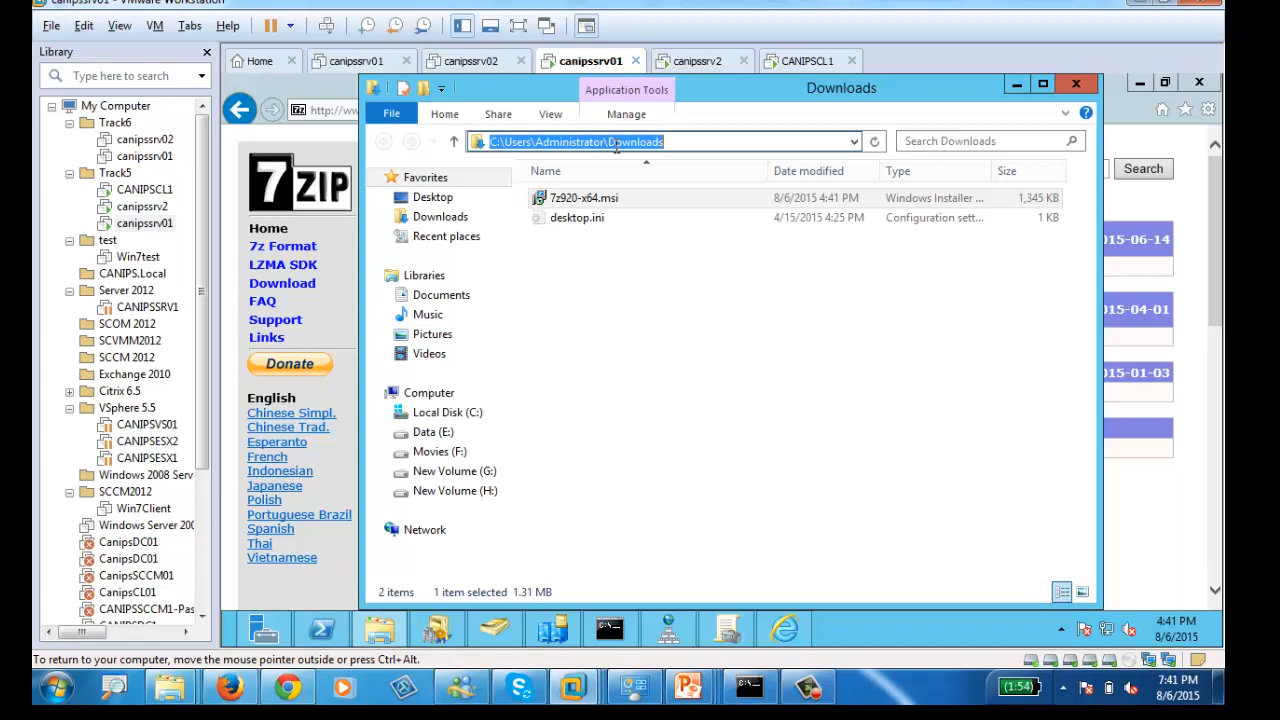 canipssrv01 - VMware Workstation
File Edit View VM Tabs Help
Library
Type here to search
Home canipssrv01 canipssrv02 canipssrv01 canipssrv2 CANIPSCL1
My Computer
Track6
canipssrv02
canipssrv01
Track5
CANIPSCL1
canipssrv2
canipssrv01
test
Win7test
CANIPS.Local
Server 2012
CANIPSSRV1
SCOM 2012
SCVMM2012
SCCM 2012
Exchange 2010
Citrix 6.5
VSphere 5.5
CANIPSVS01
CANIPSESX2
CANIPSESX1
Windows 2008 Serv
SCCM2012
Win7Client
Windows Server 200
CanipsDC01
CanipsDC01
CanipsSCCM01
CanipsCL01
CANIPSSCCM1-Pas
http://ww
7ZIP
Home
7z Format
LZMA SDK
Download
FAQ
Support
Links
Donate
English
Chinese Simpl.
Chinese Trad.
Esperanto
French
Indonesian
Japanese
Polish
Portuguese Brazil
Spanish
Thai
Vietnamese
Application Tools
Downloads
File Home Share View Manage
C:\Users\Administrator\Downloads
Search Downloads
Name Date modified Type Size
7z920-x64.msi 8/6/2015 4:41 PM Windows Installer ... 1,345 KB
desktop.ini 4/15/2015 4:25 PM Configuration sett... 1 KB
Favorites
Desktop
Downloads
Recent places
Libraries
Documents
Music
Pictures
Videos
Computer
Local Disk (C:)
Data (E:)
Movies (F:)
New Volume (G:)
New Volume (H:)
Network
2 items 1 item selected 1.31 MB
Search
015-06-14
015-04-01
015-01-03
4:41 PM
8/6/2015
To return to your computer, move the mouse pointer outside or press Ctrl+Alt.
(1:54)
7:41 PM
8/6/2015